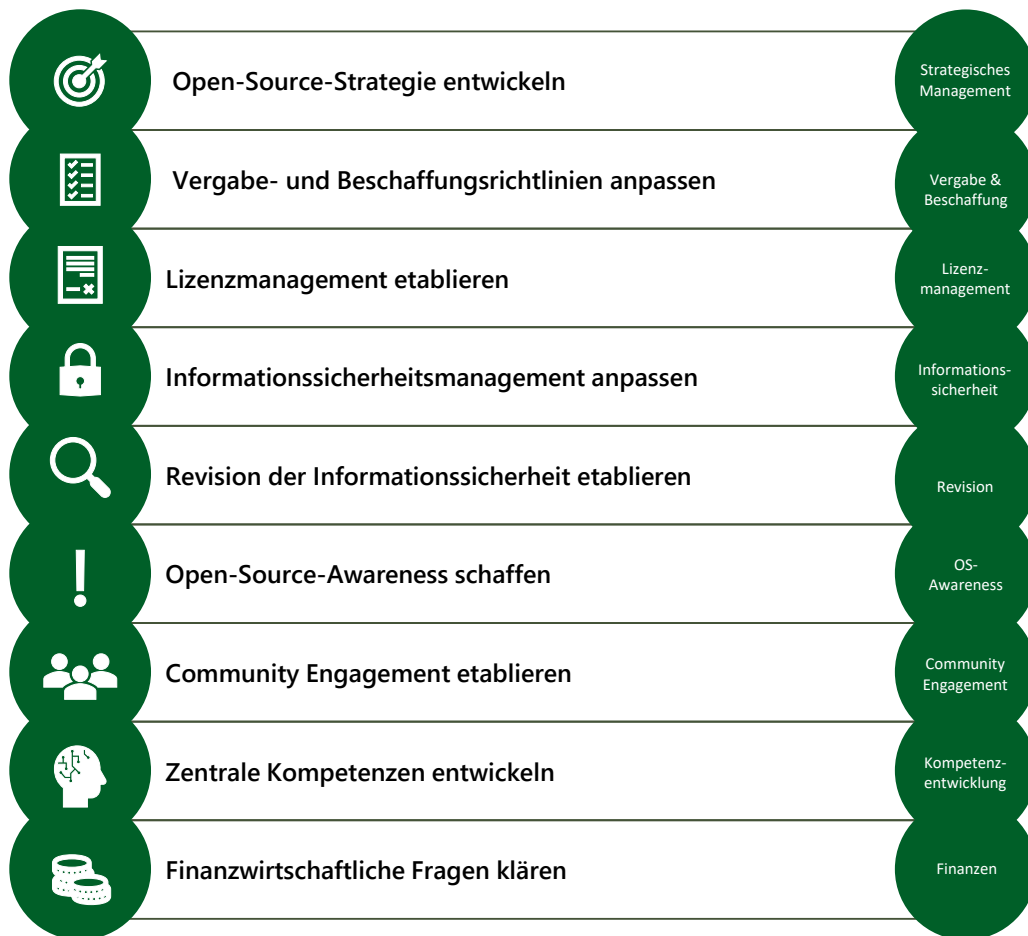 Open-Source-Strategie entwickeln
Strategisches
Management
Vergabe- und Beschaffungsrichtlinien anpassen
Vergabe &
Beschaffung
Lizenzmanagement etablieren
Lizenz-
management
Informationssicherheitsmanagement anpassen
Informations-
sicherheit
Revision der Informationssicherheit etablieren
Revision
Open-Source-Awareness schaffen
OS-
Awareness
Community Engagement etablieren
Community
Engagement
Zentrale Kompetenzen entwickeln
Kompetenz-
entwicklung
Finanzwirtschaftliche Fragen klären
Finanzen